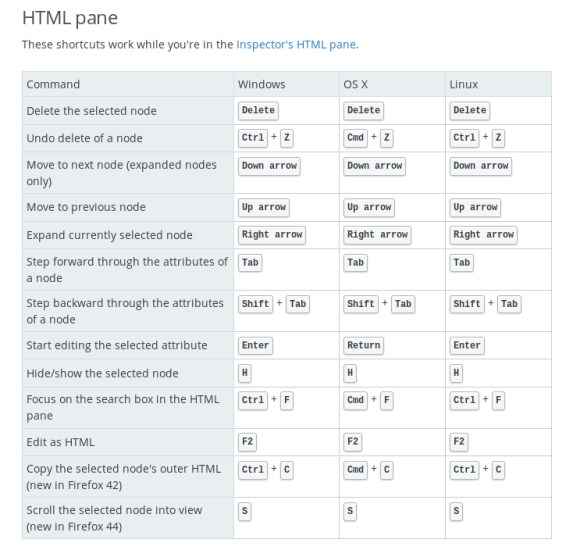 HTML pane
These shortcuts work while you're in the Inspector's HTML pane.
Command Windows OS X Linux
Delete the selected node Delete Delete Delete
Undo delete of a node Ctrl + Z Cmd + Z Ctrl + Z
Move to next node (expanded nodes Down arrow Down arrow Down arrow
only)
Move to previous node Up arrow Up arrow Up arrow
Expand currently selected node Right arrow Right arrow Right arrow
Step forward through the attributes of Tab Tab Tab
a node
Step backward through the attributes Shift + Tab Shift + Tab Shift + Tab
of a node
Start editing the selected attribute Enter Return Enter
Hide/show the selected node H H H
Focus on the search box in the HTML Ctrl + F Cmd + F Ctrl + F
pane
Edit as HTML F2 F2 F2
Copy the selected node's outer HTML Ctrl + C Cmd + C Ctrl + C
(new in Firefox 42)
Scroll the selected node into view S S S
(new in Firefox 44)